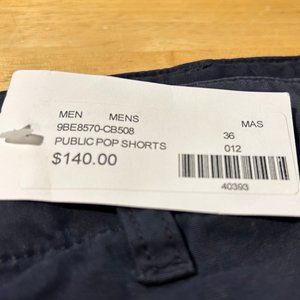 MEN MENS MAS
9BE8570-CB508 36
PUBLIC POP SHORTS 012
$140.00
40393